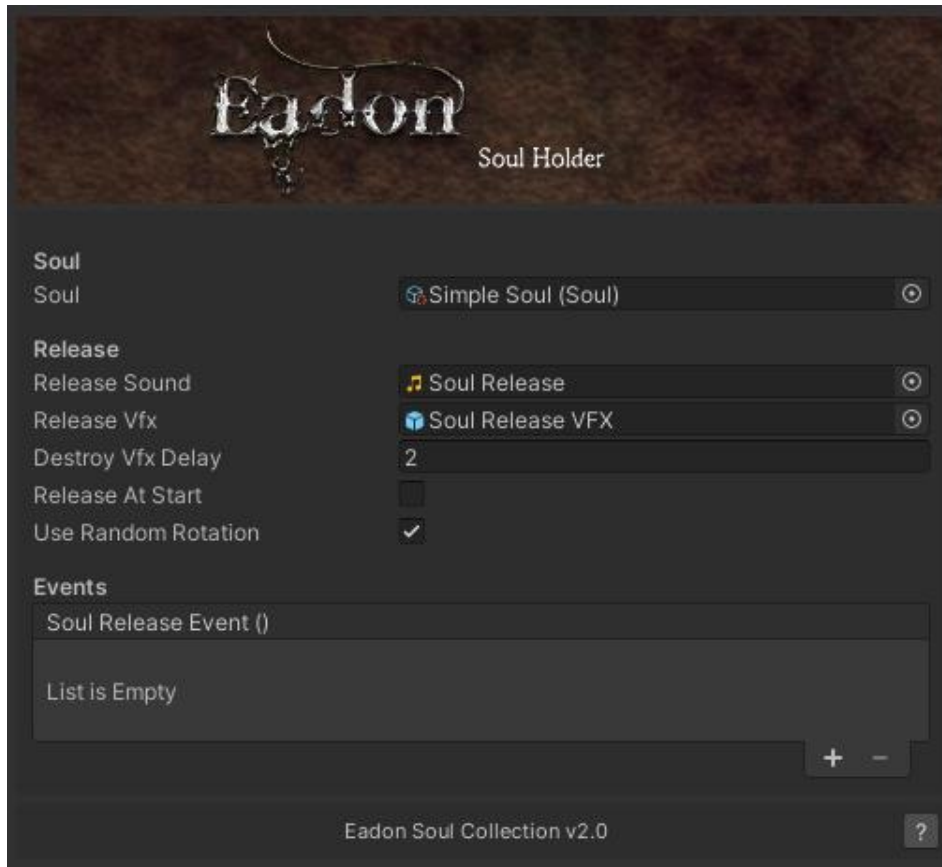 Eadon
Soul Holder
Soul
Soul Simple Soul (Soul)
Release
Release Sound Soul Release
Release Vfx Soul Release VFX
Destroy Vfx Delay 2
Release At Start
Use Random Rotation
Events
Soul Release Event ()
List is Empty
+ −
Eadon Soul Collection v2.0 ?